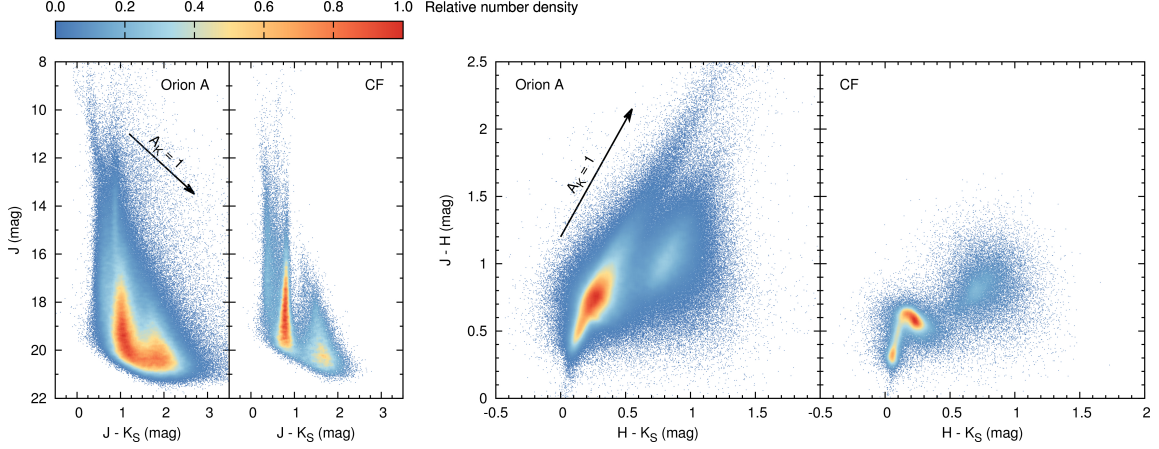 0.0 0.2 0.4 0.6 0.8 1.0 Relative number density
8 10 12 14 16 18 20 22
J (mag)
Orion A
A_K = 1
0 1 2 3
J - K_S (mag)
CF
0 1 2 3
J - K_S (mag)
2.5 2 1.5 1 0.5 0
J - H (mag)
Orion A
A_K = 1
-0.5 0 0.5 1 1.5
H - K_S (mag)
CF
-0.5 0 0.5 1 1.5 2
H - K_S (mag)